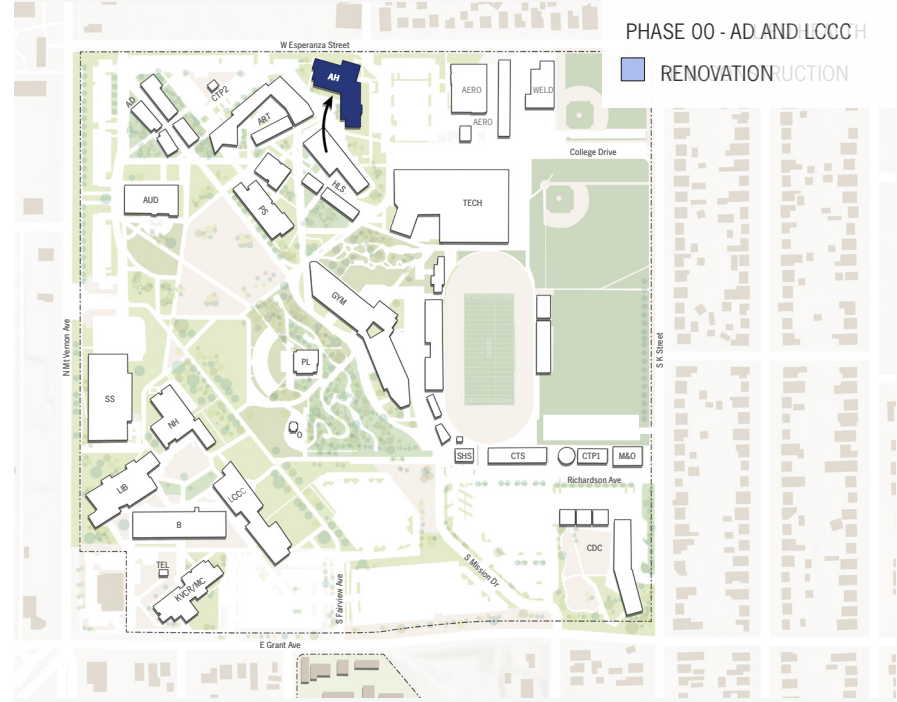 PHASE 00 - AD AND LCCC
RENOVATION
W Esperanza Street
AH
AD
CTP2
ART
AERO
WELD
AERO
College Drive
HLS
PS
AUD
TECH
GYM
N Mt Vernon Ave
S K Street
PL
SS
NH
O
SHS
CTS
CTP1
M&O
Richardson Ave
LIB
LCCC
B
CDC
TEL
KVCR/MC
S Fairview Ave
S Mission Dr
E Grant Ave